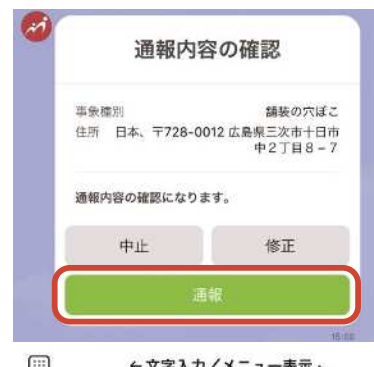 通報内容の確認
事象種別 舗装の穴ぼこ
住所 日本、〒728-0012 広島県三次市十日市
中2丁目8−7
通報内容の確認になります。
中止 修正
通報
15:00